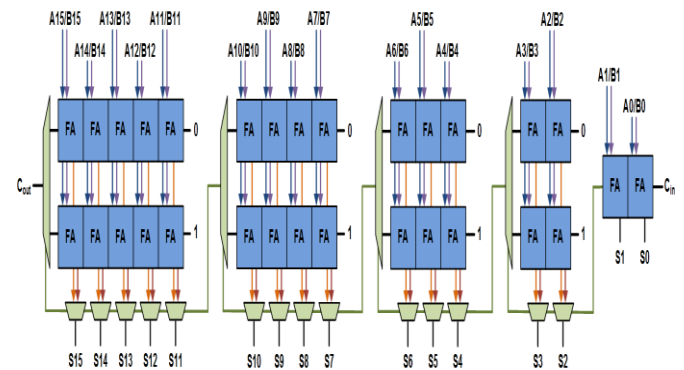 A15/B15 A13/B13 A11/B11 A9/B9 A7/B7 A5/B5 A2/B2
A14/B14 A12/B12 A10/B10 A8/B8 A6/B6 A4/B4 A3/B3
A1/B1
A0/B0
FA FA FA FA FA 0 FA FA FA FA 0 FA FA FA 0 FA FA 0
Cout FA FA Cin
FA FA FA FA FA 1 FA FA FA FA 1 FA FA FA 1 FA FA 1
S1 S0
S15 S14 S13 S12 S11 S10 S9 S8 S7 S6 S5 S4 S3 S2